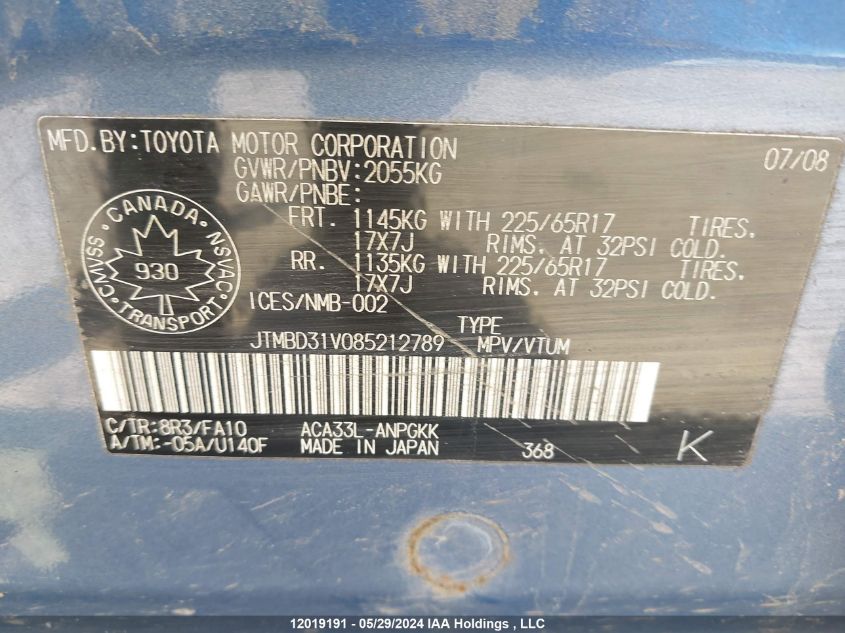 MFD.BY:TOYOTA MOTOR CORPORATION 07/08
GVWR/PNBV:2055KG
GAWR/PNBE:
FRT. 1145KG WITH 225/65R17 TIRES.
17X7J RIMS. AT 32PSI COLD.
RR. 1135KG WITH 225/65R17 TIRES.
17X7J RIMS. AT 32PSI COLD.
ICES/NMB-002
CANADA
CMVSS 930 NSVAC
TRANSPORT
TYPE
JTMBD31V085212789 MPV/VTUM
C/TR:8R3/FA10 ACA33L-ANPGKK
A/TM:-05A/U140F MADE IN JAPAN 368 K
12019191 - 05/29/2024 IAA Holdings, LLC